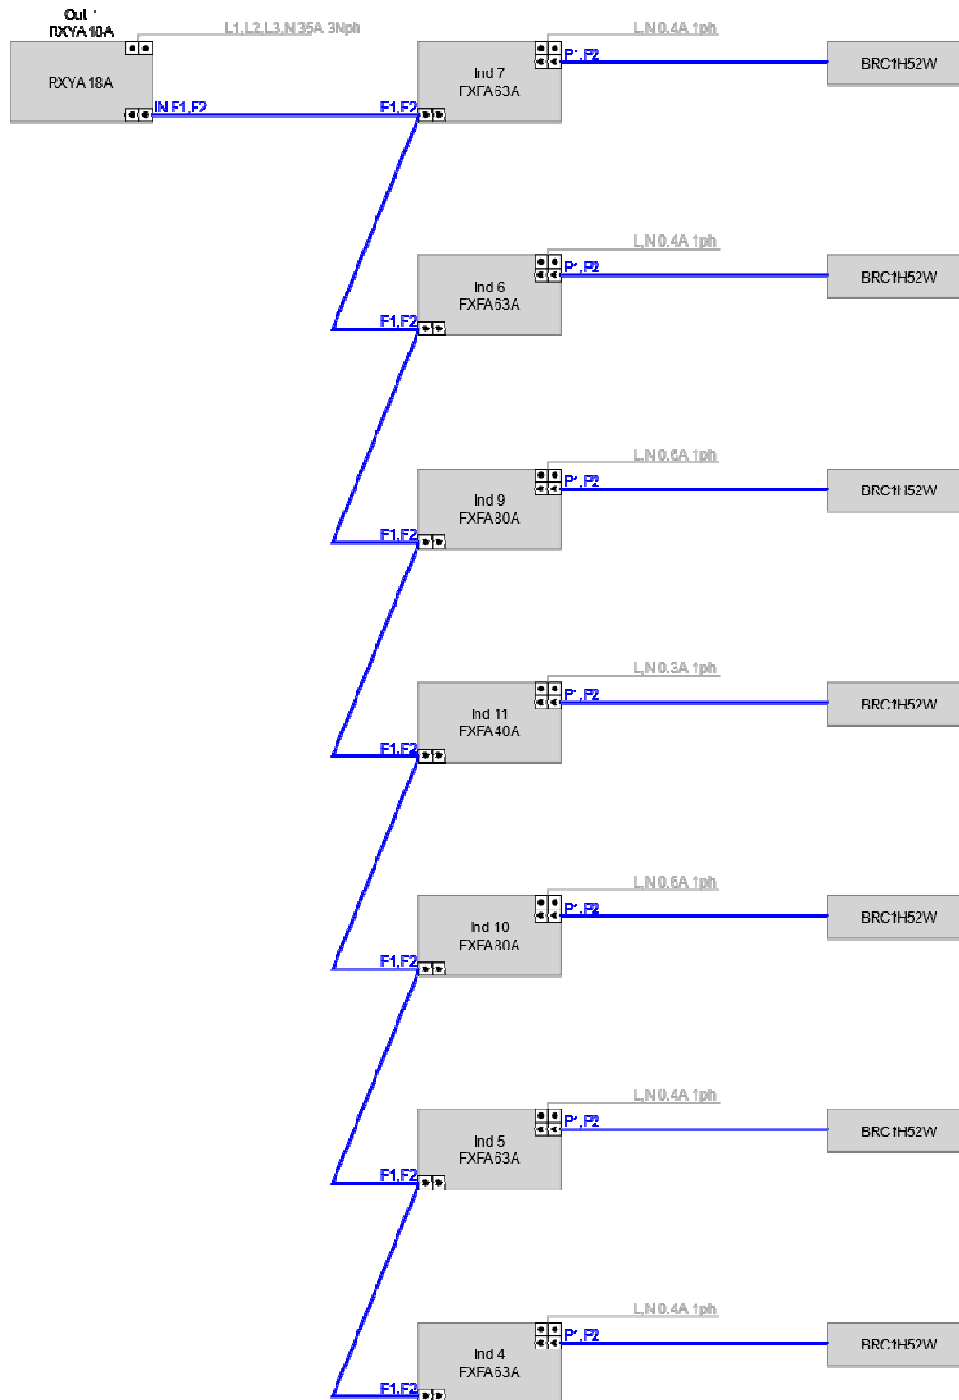 Out 1
RXYA18A
L1,L2,L3,N 35A 3Nph
RXYA18A
IN F1,F2
F1,F2
Ind 7
FXFA63A
L,N 0.4A 1ph
P1,P2
BRC1H52W
L,N 0.4A 1ph
Ind 6
FXFA63A
P1,P2
BRC1H52W
F1,F2
L,N 0.6A 1ph
Ind 9
FXFA80A
P1,P2
BRC1H52W
F1,F2
L,N 0.3A 1ph
Ind 11
FXFA40A
P1,P2
BRC1H52W
F1,F2
L,N 0.6A 1ph
Ind 10
FXFA80A
P1,P2
BRC1H52W
F1,F2
L,N 0.4A 1ph
Ind 5
FXFA63A
P1,P2
BRC1H52W
F1,F2
L,N 0.4A 1ph
Ind 4
FXFA63A
P1,P2
BRC1H52W
F1,F2